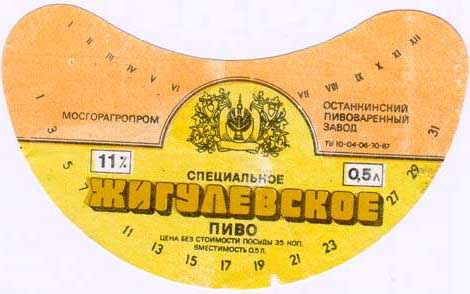 I II III IV V VI VII VIII IX X XI XII
МОСГОРАГРОПРОМ
ОСТАНКИНСКИЙ
ПИВОВАРЕННЫЙ
ЗАВОД
ТУ 10-04-06-70-87
11%
СПЕЦИАЛЬНОЕ
0,5л
ЖИГУЛЕВСКОЕ
ПИВО
ЦЕНА БЕЗ СТОИМОСТИ ПОСУДЫ 35 КОП.
ВМЕСТИМОСТЬ 0,5 Л.
1 3 5 7 11 13 15 17 19 21 23 27 29 31